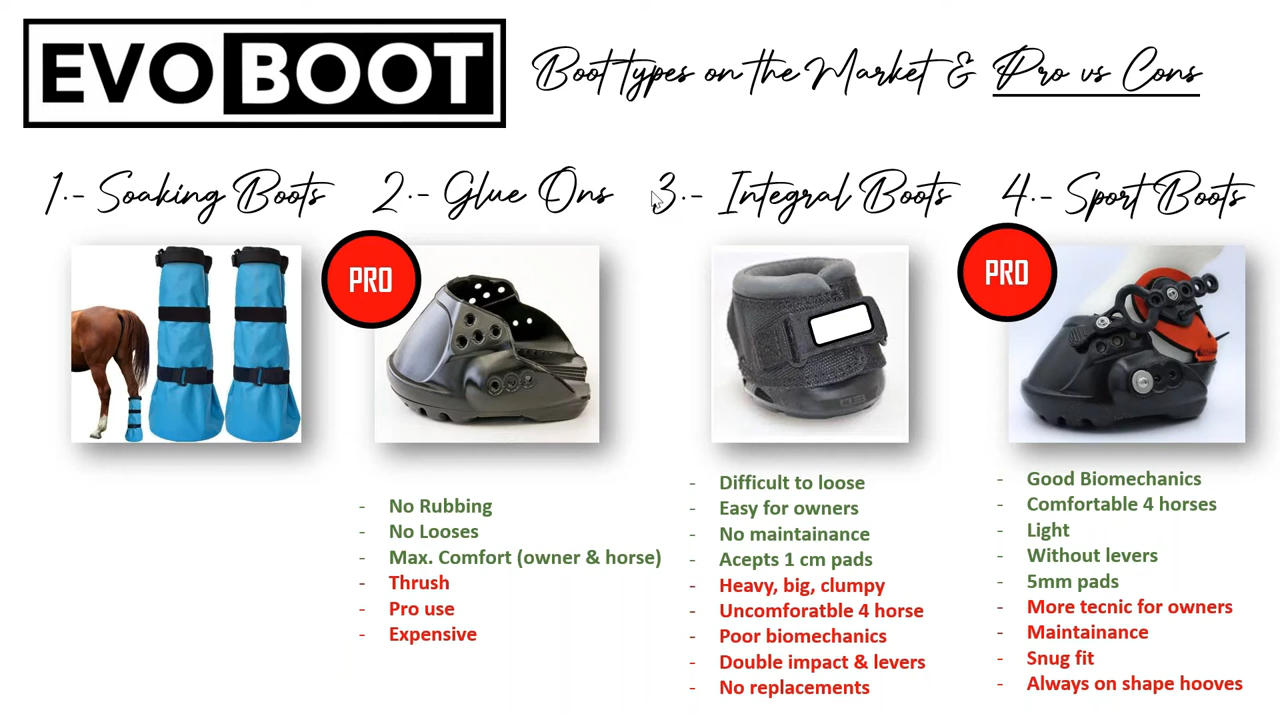 EVO BOOT
Boot types on the Market & Pro vs Cons
1.- Soaking Boots
2.- Glue Ons
3.- Integral Boots
4.- Sport Boots
PRO
PRO
- No Rubbing
- No Looses
- Max. Comfort (owner & horse)
- Thrush
- Pro use
- Expensive
- Difficult to loose
- Easy for owners
- No maintainance
- Acepts 1 cm pads
- Heavy, big, clumpy
- Uncomforatble 4 horse
- Poor biomechanics
- Double impact & levers
- No replacements
- Good Biomechanics
- Comfortable 4 horses
- Light
- Without levers
- 5mm pads
- More tecnic for owners
- Maintainance
- Snug fit
- Always on shape hooves